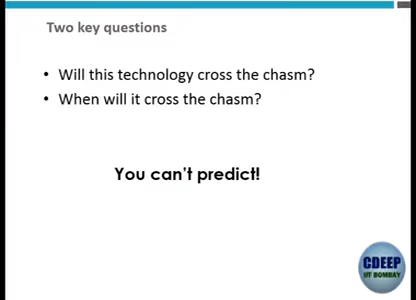 Two key questions
• Will this technology cross the chasm?
• When will it cross the chasm?
You can't predict!
CDEEP
IIT BOMBAY